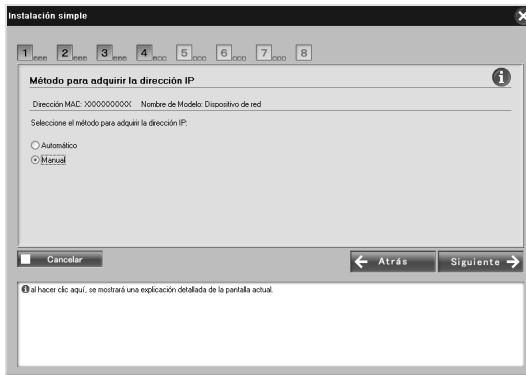 Instalación simple
1 2 3 4 5 6 7 8
Método para adquirir la dirección IP
Dirección MAC: XXXXXXXXXX Nombre de Modelo: Dispositivo de red
Seleccione el método para adquirir la dirección IP:
Automático
Manual
Cancelar
Atrás
Siguiente
al hacer clic aquí, se mostrará una explicación detallada de la pantalla actual.